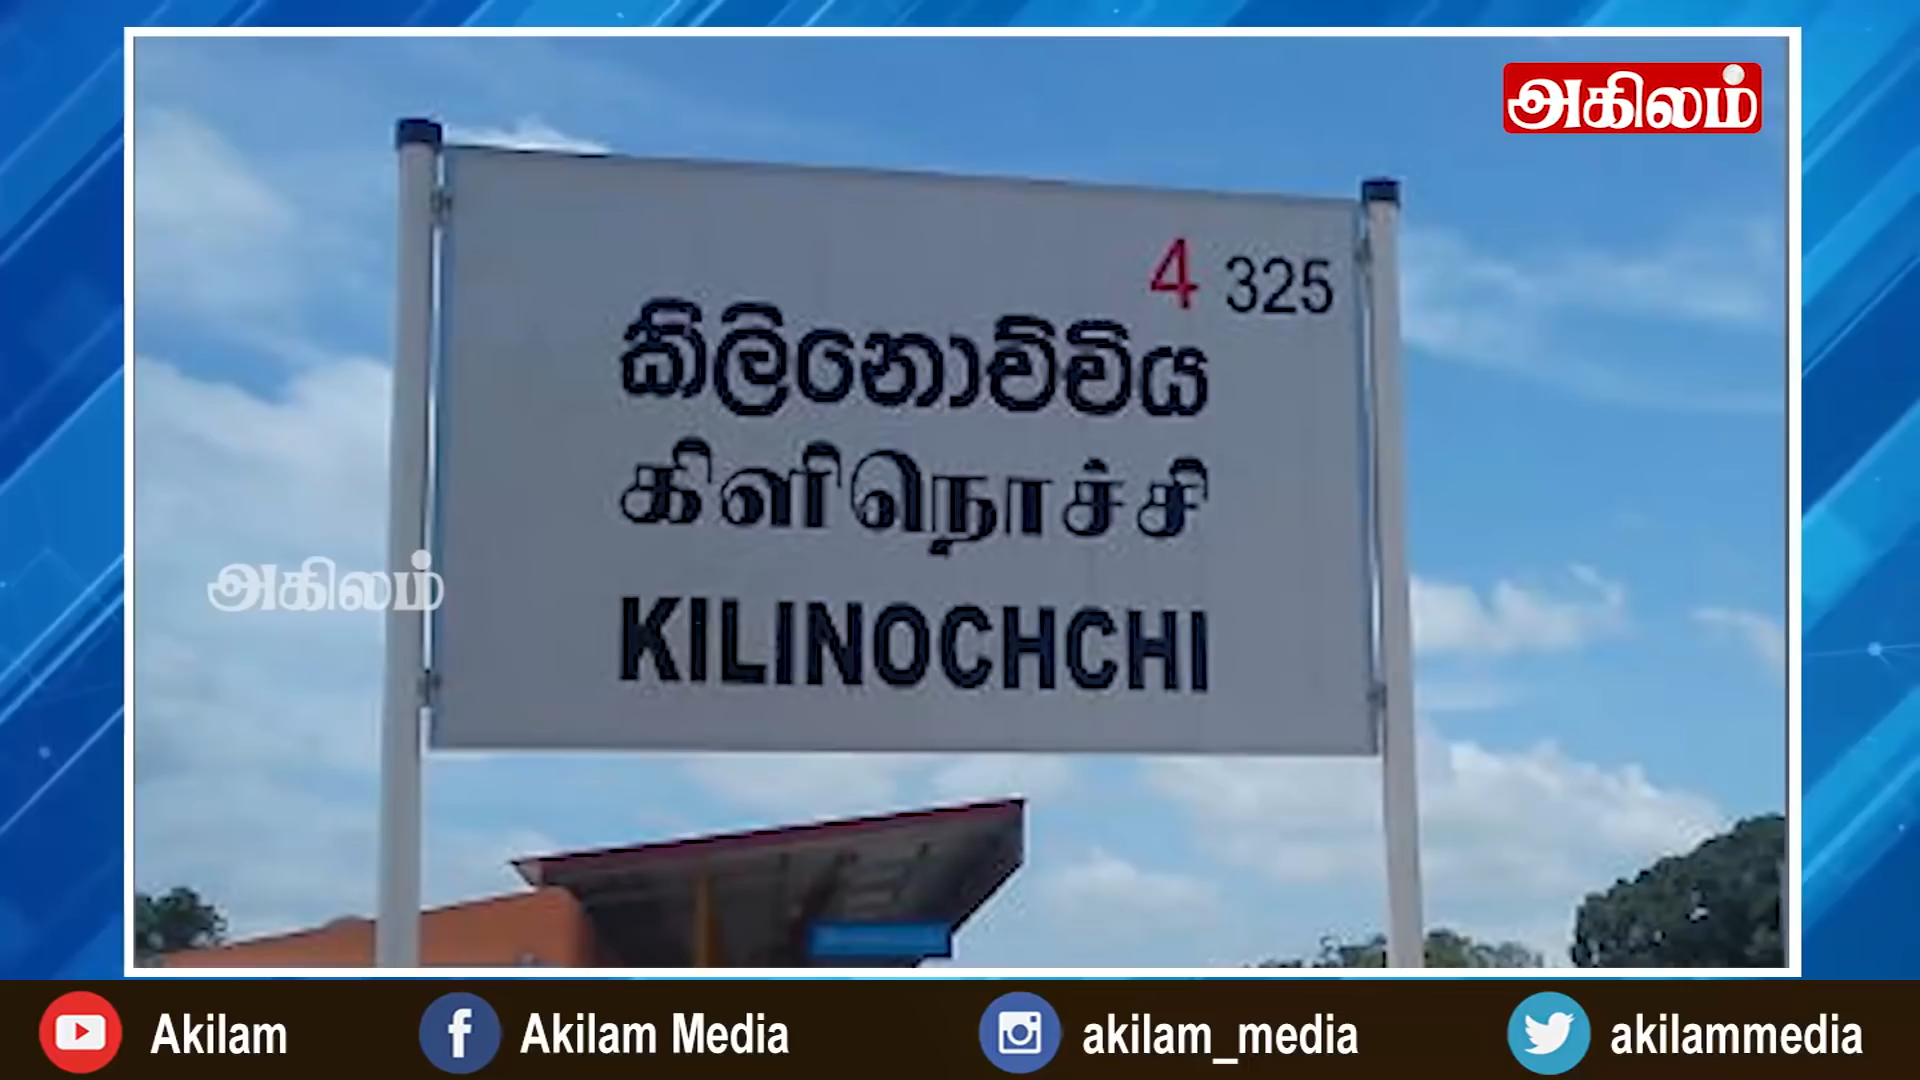 அகிலம்
4 325
කිලිනොච්චිය
கிளிநொச்சி
KILINOCHCHI
அகிலம்
Akilam
Akilam Media
akilam_media
akilammedia